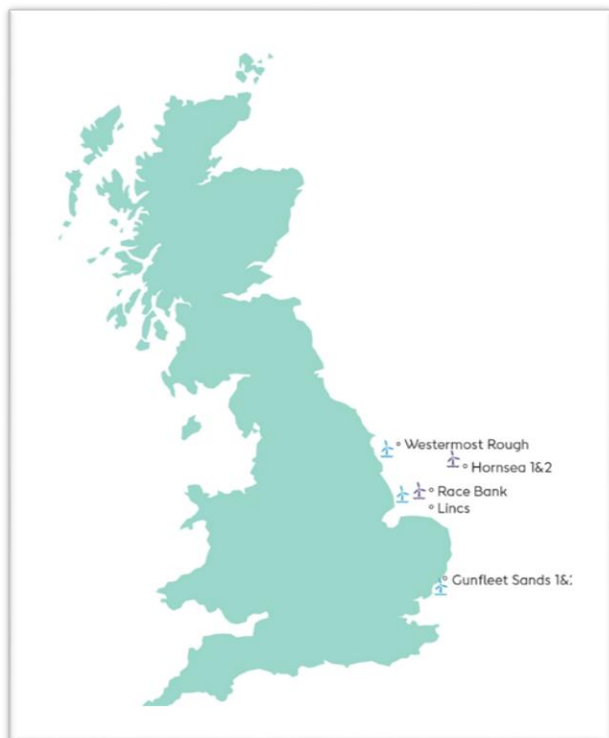 Westermost Rough
Hornsea 1&2
Race Bank
Lincs
Gunfleet Sands 1&